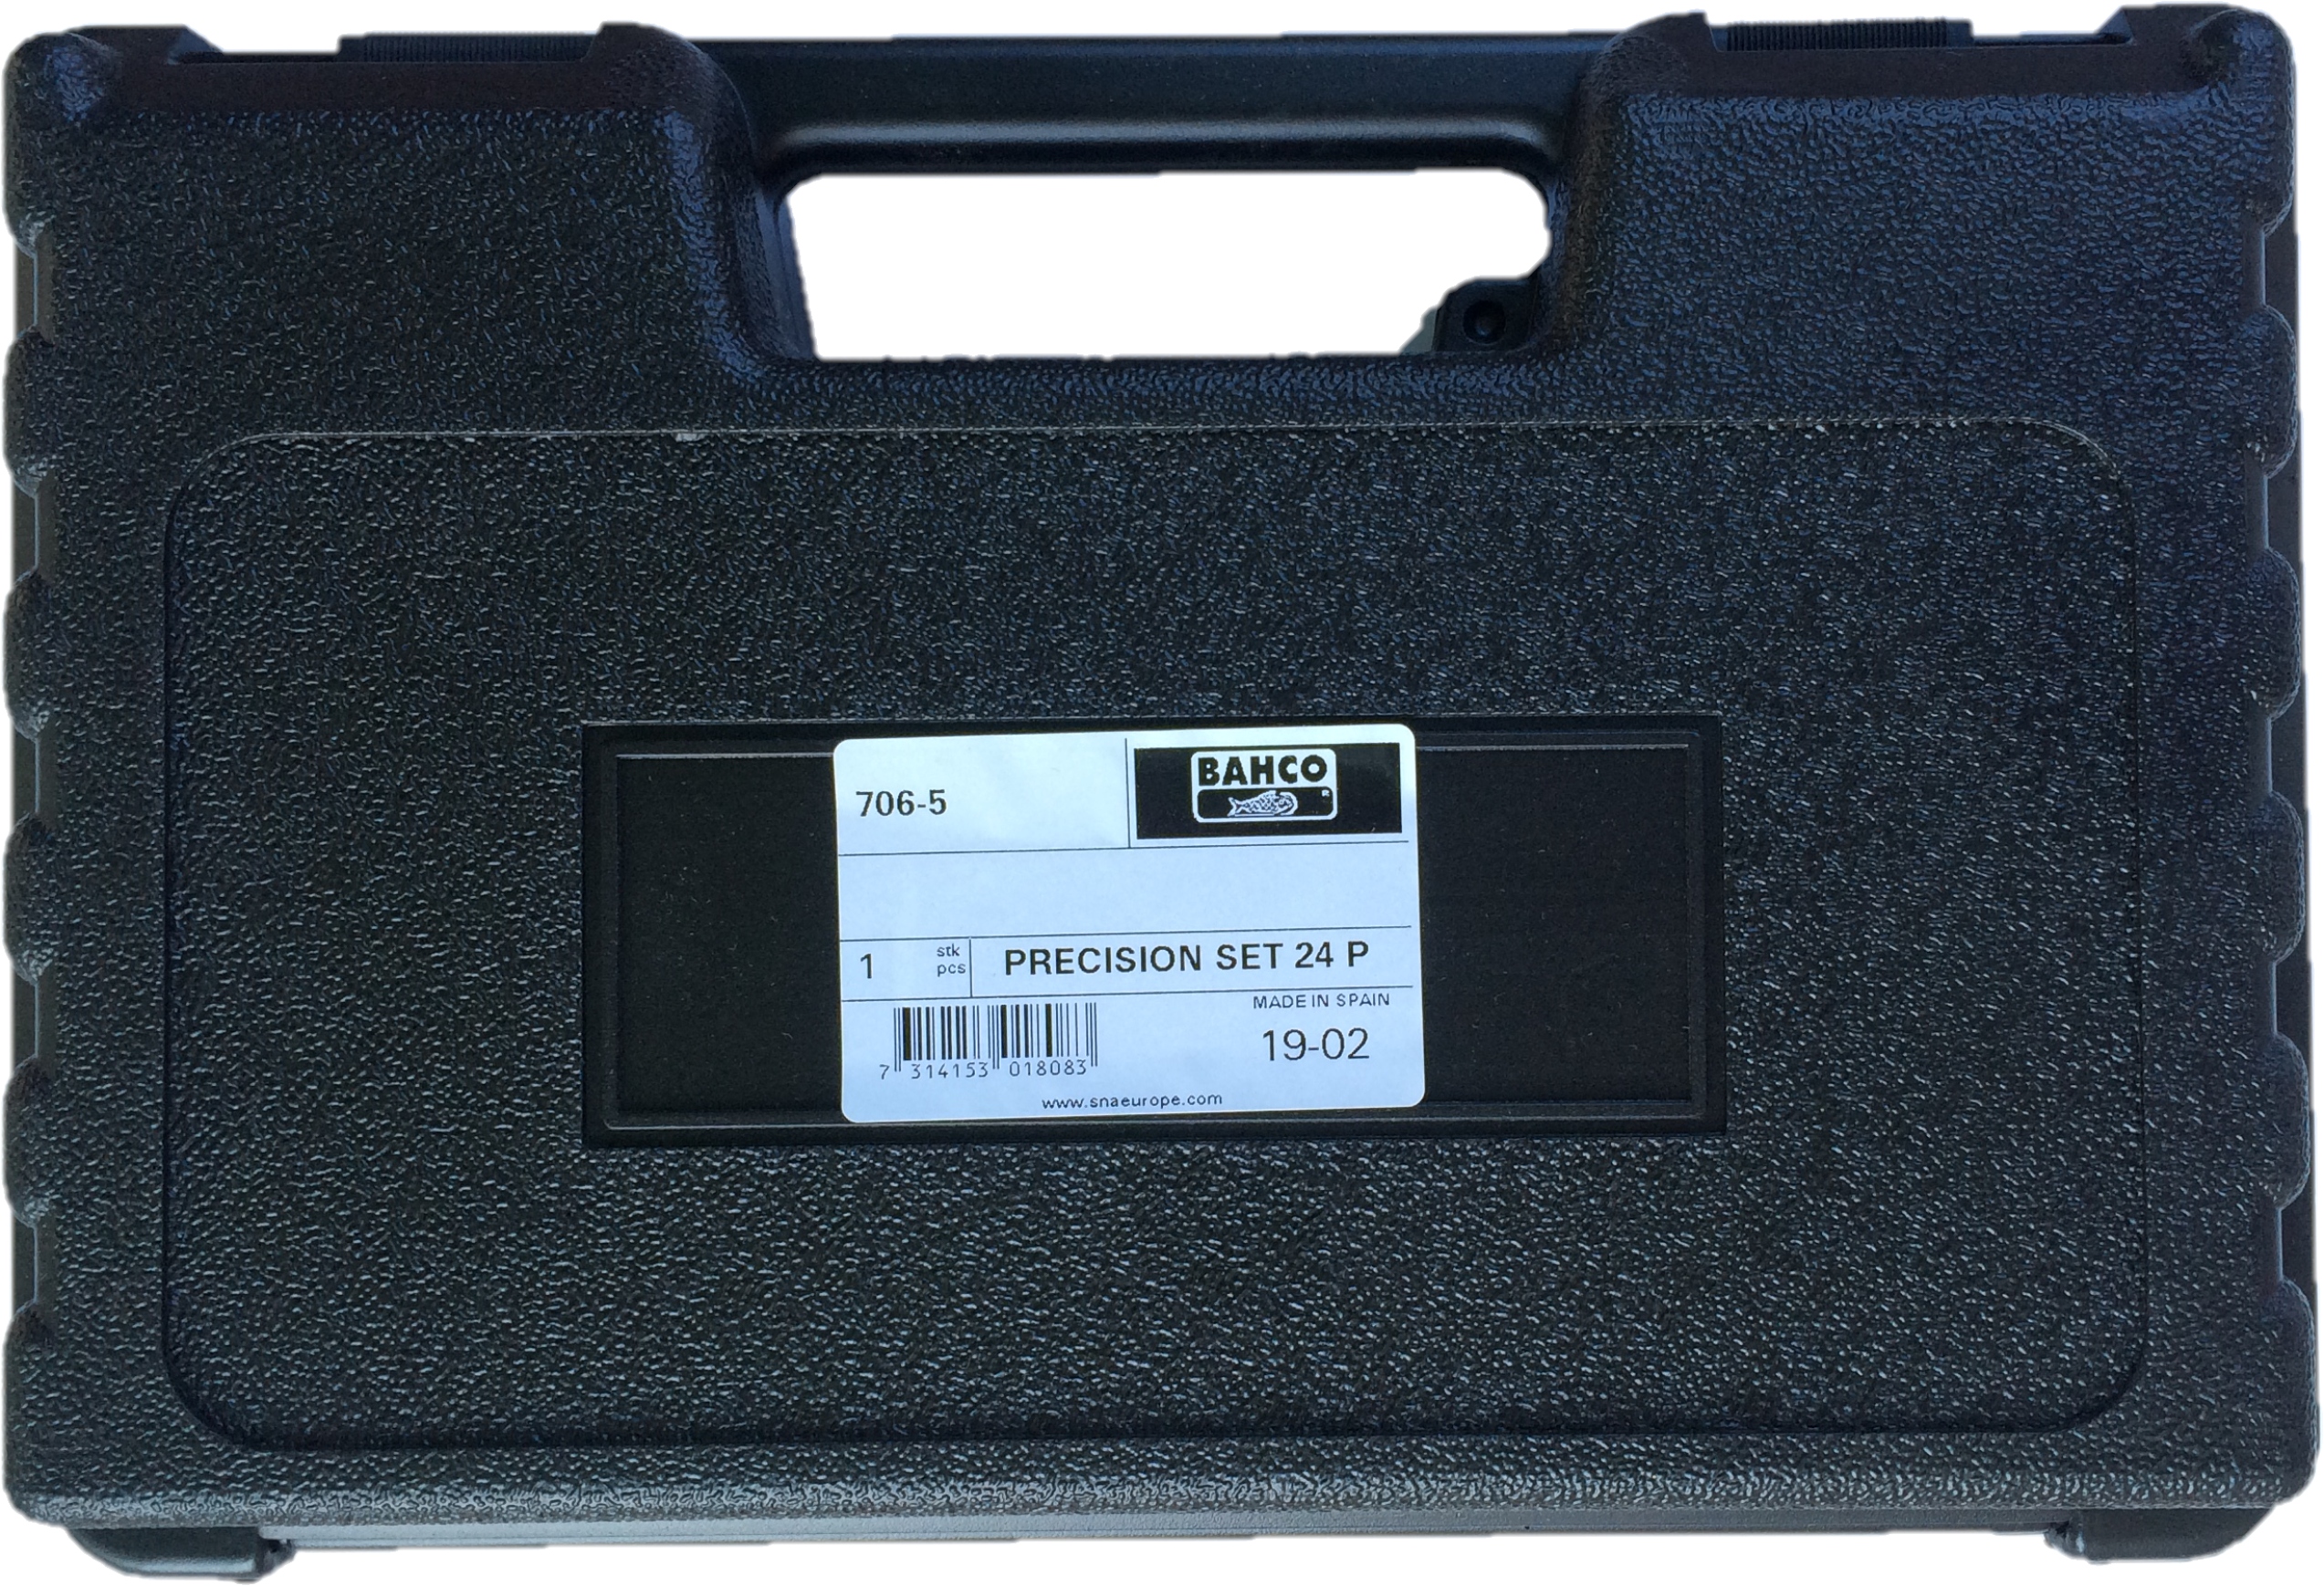 706-5
BAHCO
®
1
stk
pcs
PRECISION SET 24 P
MADE IN SPAIN
19-02
7 314153 018083
www.snaeurope.com